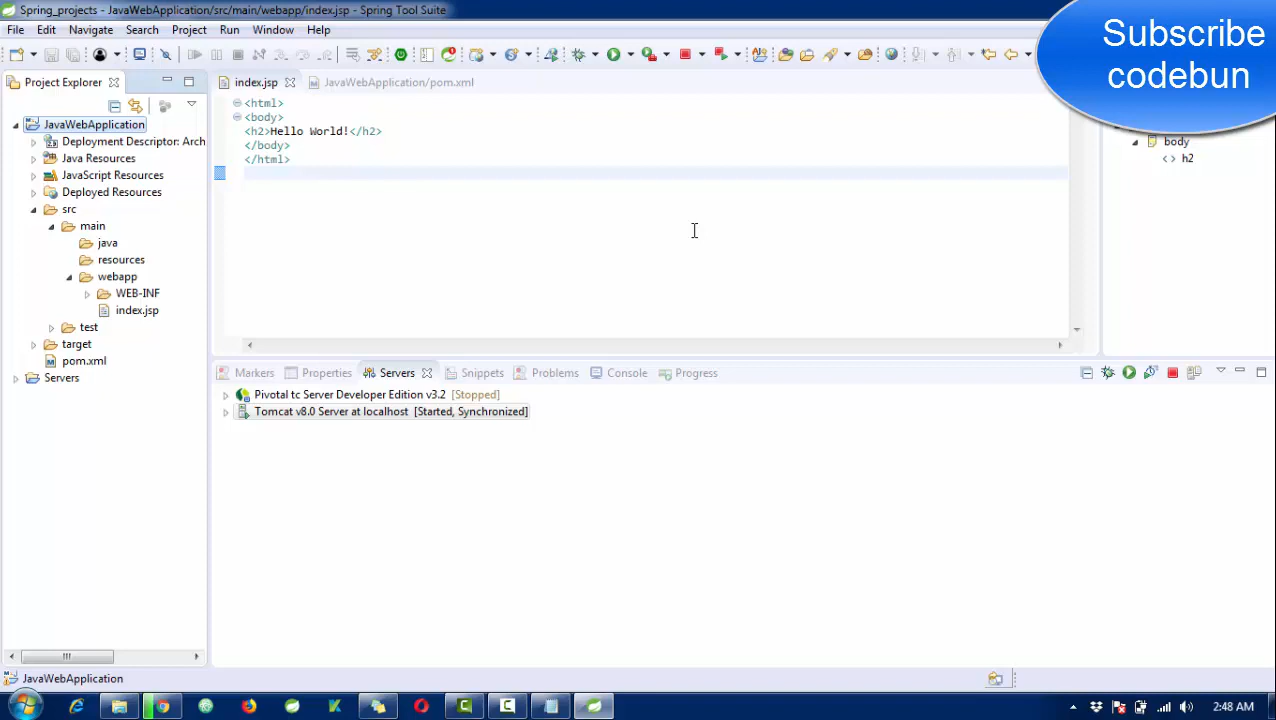 Spring_projects - JavaWebApplication/src/main/webapp/index.jsp - Spring Tool Suite
File Edit Navigate Search Project Run Window Help
Subscribe
codebun
Project Explorer
index.jsp
JavaWebApplication/pom.xml
JavaWebApplication
Deployment Descriptor: Arch
Java Resources
JavaScript Resources
Deployed Resources
src
main
java
resources
webapp
WEB-INF
index.jsp
test
target
pom.xml
Servers
<html>
<body>
<h2>Hello World!</h2>
</body>
</html>
body
h2
Markers Properties Servers Snippets Problems Console Progress
Pivotal tc Server Developer Edition v3.2 [Stopped]
Tomcat v8.0 Server at localhost [Started, Synchronized]
JavaWebApplication
2:48 AM